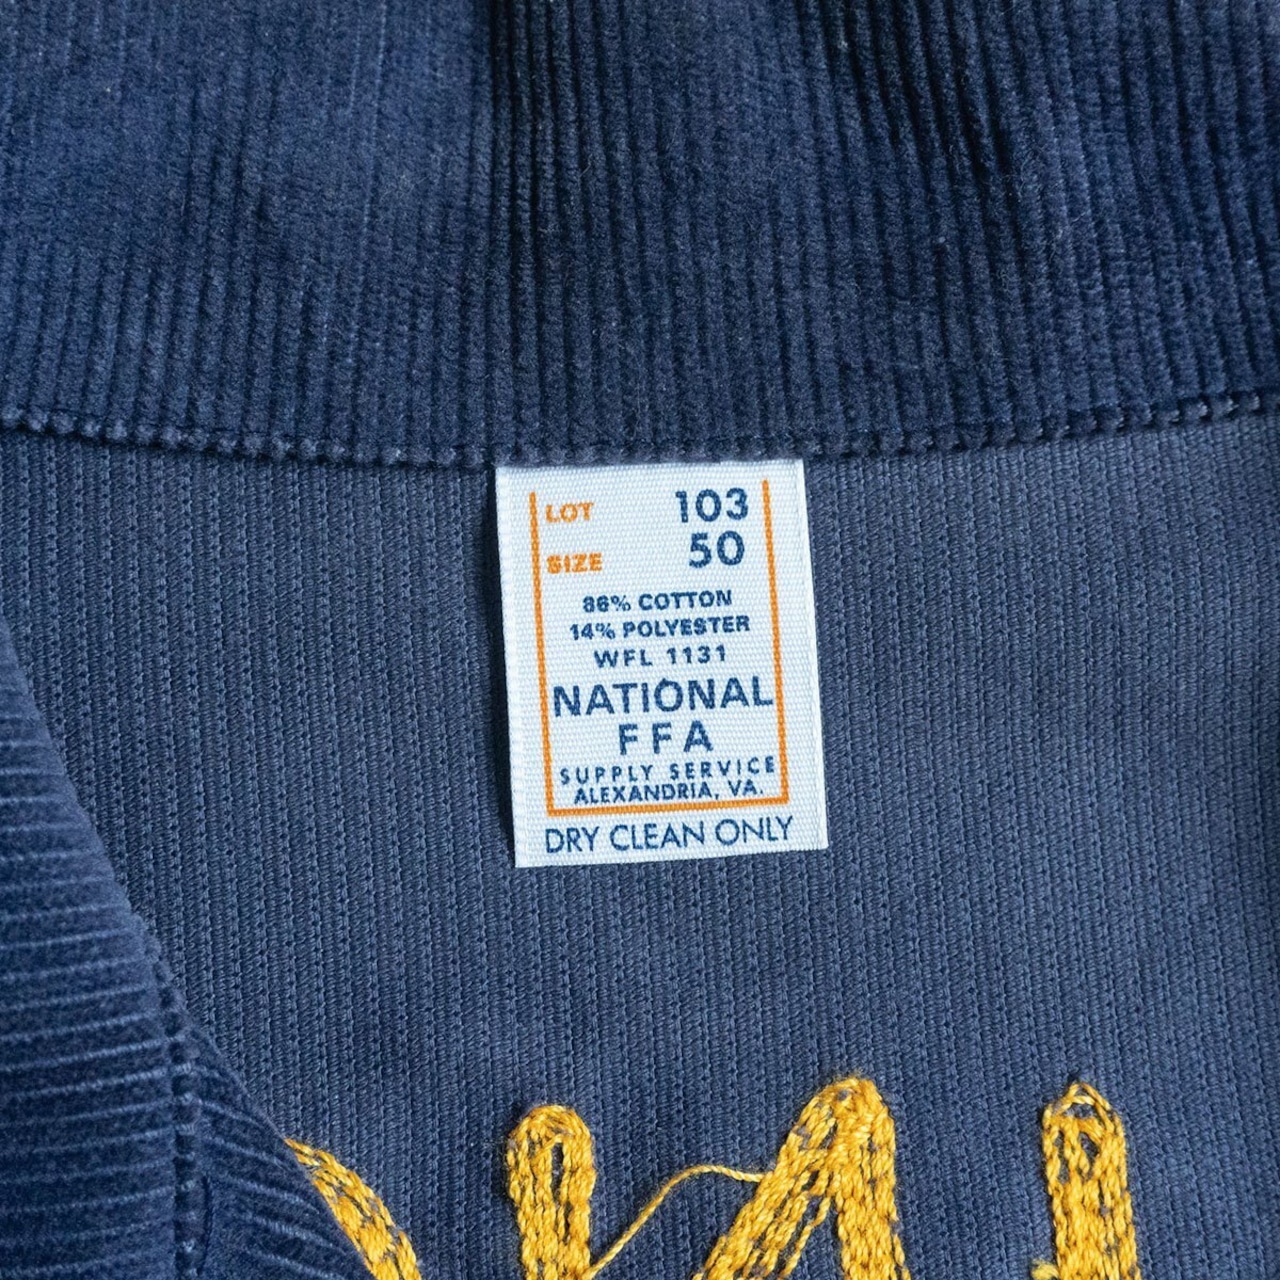 LOT 103
SIZE 50
86% COTTON
14% POLYESTER
WFL 1131
NATIONAL
FFA
SUPPLY SERVICE
ALEXANDRIA, VA.
DRY CLEAN ONLY